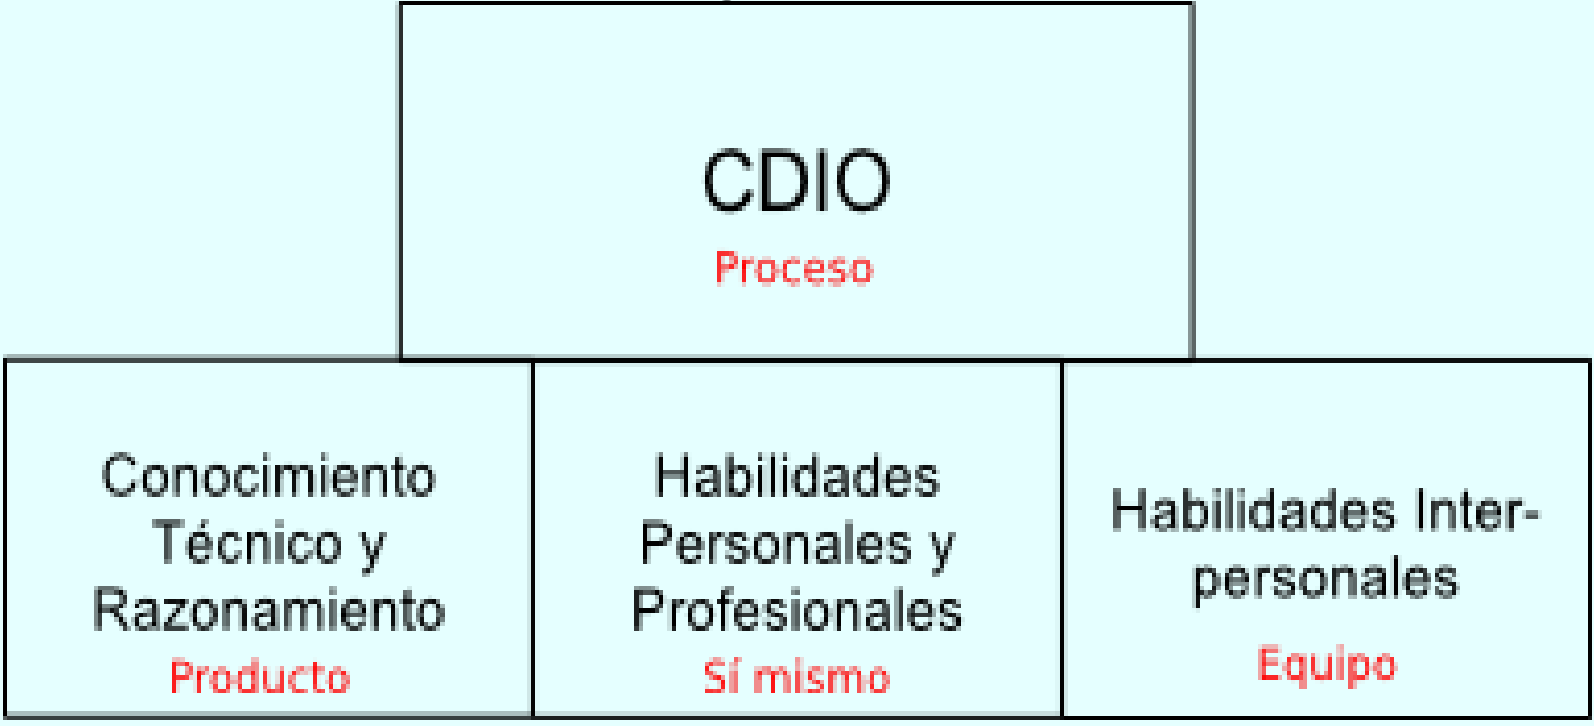 CDIO
Proceso
Conocimiento
Técnico y
Razonamiento
Producto
Habilidades
Personales y
Profesionales
Sí mismo
Habilidades Inter-
personales
Equipo